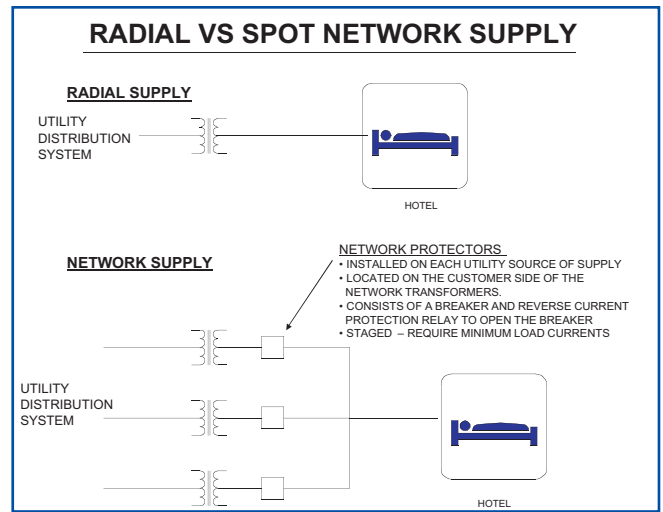 RADIAL VS SPOT NETWORK SUPPLY
RADIAL SUPPLY
UTILITY
DISTRIBUTION
SYSTEM
HOTEL
NETWORK SUPPLY
NETWORK PROTECTORS
• INSTALLED ON EACH UTILITY SOURCE OF SUPPLY
• LOCATED ON THE CUSTOMER SIDE OF THE
NETWORK TRANSFORMERS.
• CONSISTS OF A BREAKER AND REVERSE CURRENT
PROTECTION RELAY TO OPEN THE BREAKER
• STAGED – REQUIRE MINIMUM LOAD CURRENTS
UTILITY
DISTRIBUTION
SYSTEM
HOTEL